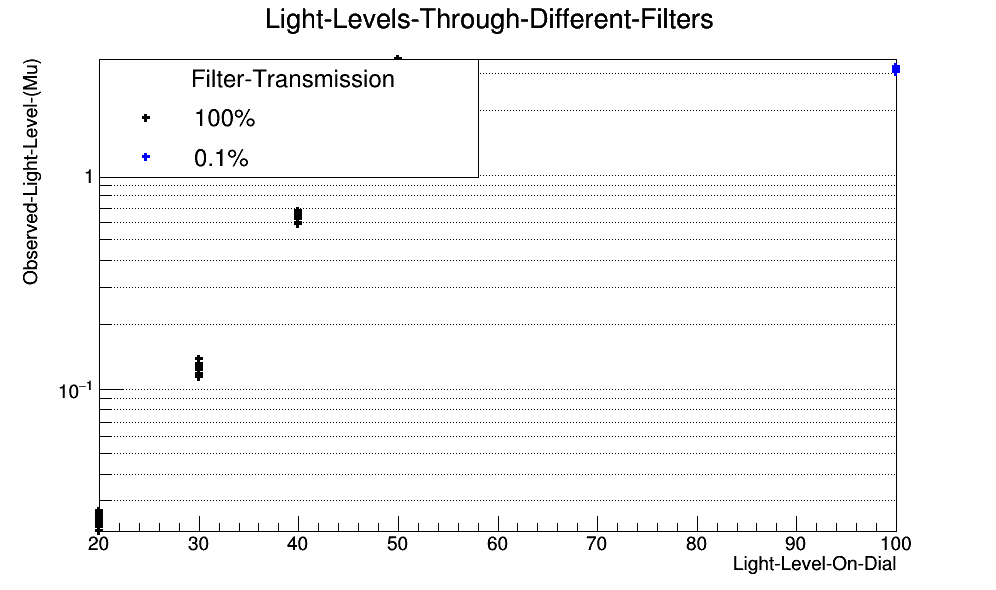 Light-Levels-Through-Different-Filters
Observed-Light-Level-(Mu)
Filter-Transmission
100%
0.1%
1
10⁻¹
20 30 40 50 60 70 80 90 100
Light-Level-On-Dial